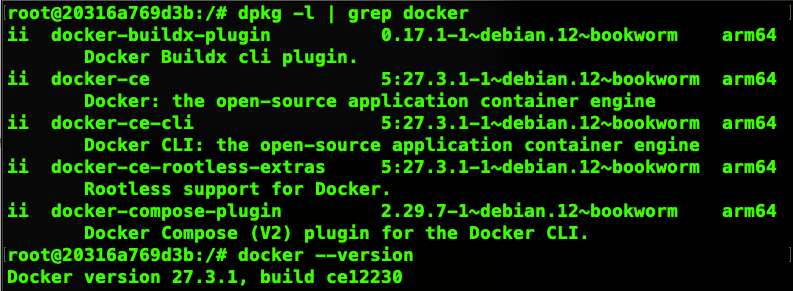 root@20316a769d3b:/# dpkg -l | grep docker
ii  docker-buildx-plugin          0.17.1-1~debian.12~bookworm    arm64
       Docker Buildx cli plugin.
ii  docker-ce                     5:27.3.1-1~debian.12~bookworm  arm64
       Docker: the open-source application container engine
ii  docker-ce-cli                 5:27.3.1-1~debian.12~bookworm  arm64
       Docker CLI: the open-source application container engine
ii  docker-ce-rootless-extras     5:27.3.1-1~debian.12~bookworm  arm64
       Rootless support for Docker.
ii  docker-compose-plugin         2.29.7-1~debian.12~bookworm    arm64
       Docker Compose (V2) plugin for the Docker CLI.
root@20316a769d3b:/# docker --version
Docker version 27.3.1, build ce12230